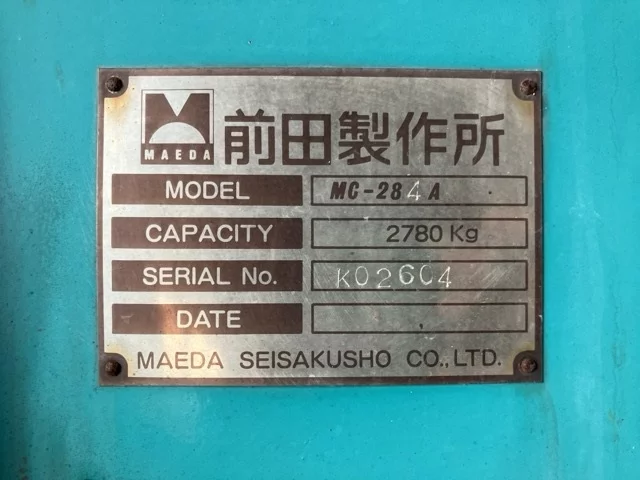 MAEDA
前田製作所
MODEL MC-284A
CAPACITY 2780 Kg
SERIAL No. K02604
DATE
MAEDA SEISAKUSHO CO.,LTD.